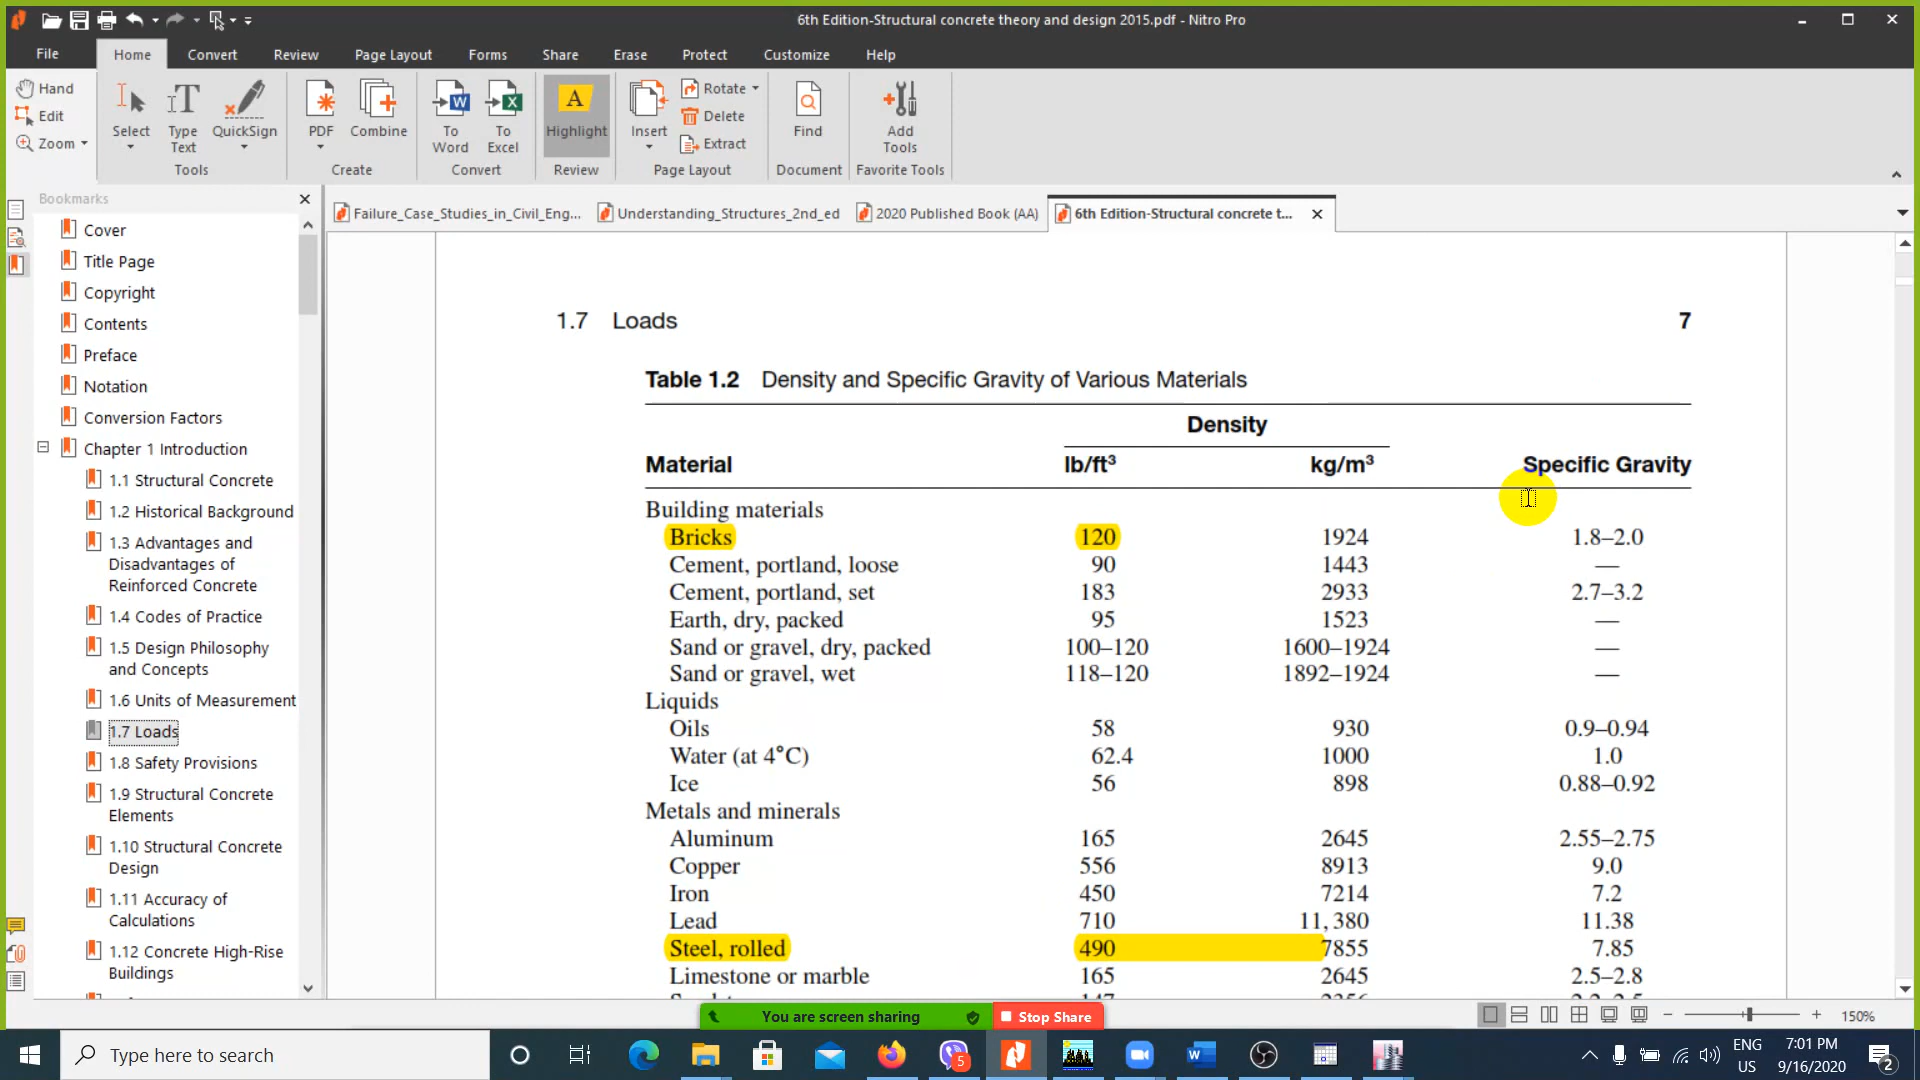 6th Edition-Structural concrete theory and design 2015.pdf - Nitro Pro
File Home Convert Review Page Layout Forms Share Erase Protect Customize Help
Hand
Edit
Zoom
Select
Type Text
QuickSign
Tools
PDF
Combine
Create
To Word
To Excel
Convert
A
Highlight
Review
Insert
Rotate
Delete
Extract
Page Layout
Find
Document
Add Tools
Favorite Tools
Bookmarks
Failure_Case_Studies_in_Civil_Eng...
Understanding_Structures_2nd_ed
2020 Published Book (AA)
6th Edition-Structural concrete t...
Cover
Title Page
Copyright
Contents
Preface
Notation
Conversion Factors
Chapter 1 Introduction
1.1 Structural Concrete
1.2 Historical Background
1.3 Advantages and
Disadvantages of
Reinforced Concrete
1.4 Codes of Practice
1.5 Design Philosophy
and Concepts
1.6 Units of Measurement
1.7 Loads
1.8 Safety Provisions
1.9 Structural Concrete
Elements
1.10 Structural Concrete
Design
1.11 Accuracy of
Calculations
1.12 Concrete High-Rise
Buildings
1.7 Loads 7
Table 1.2 Density and Specific Gravity of Various Materials
Density
Material lb/ft³ kg/m³ Specific Gravity
Building materials
Bricks 120 1924 1.8–2.0
Cement, portland, loose 90 1443 —
Cement, portland, set 183 2933 2.7–3.2
Earth, dry, packed 95 1523 —
Sand or gravel, dry, packed 100–120 1600–1924 —
Sand or gravel, wet 118–120 1892–1924 —
Liquids
Oils 58 930 0.9–0.94
Water (at 4°C) 62.4 1000 1.0
Ice 56 898 0.88–0.92
Metals and minerals
Aluminum 165 2645 2.55–2.75
Copper 556 8913 9.0
Iron 450 7214 7.2
Lead 710 11,380 11.38
Steel, rolled 490 7855 7.85
Limestone or marble 165 2645 2.5–2.8
You are screen sharing
Stop Share
150%
Type here to search
5
ENG
US
7:01 PM
9/16/2020
2